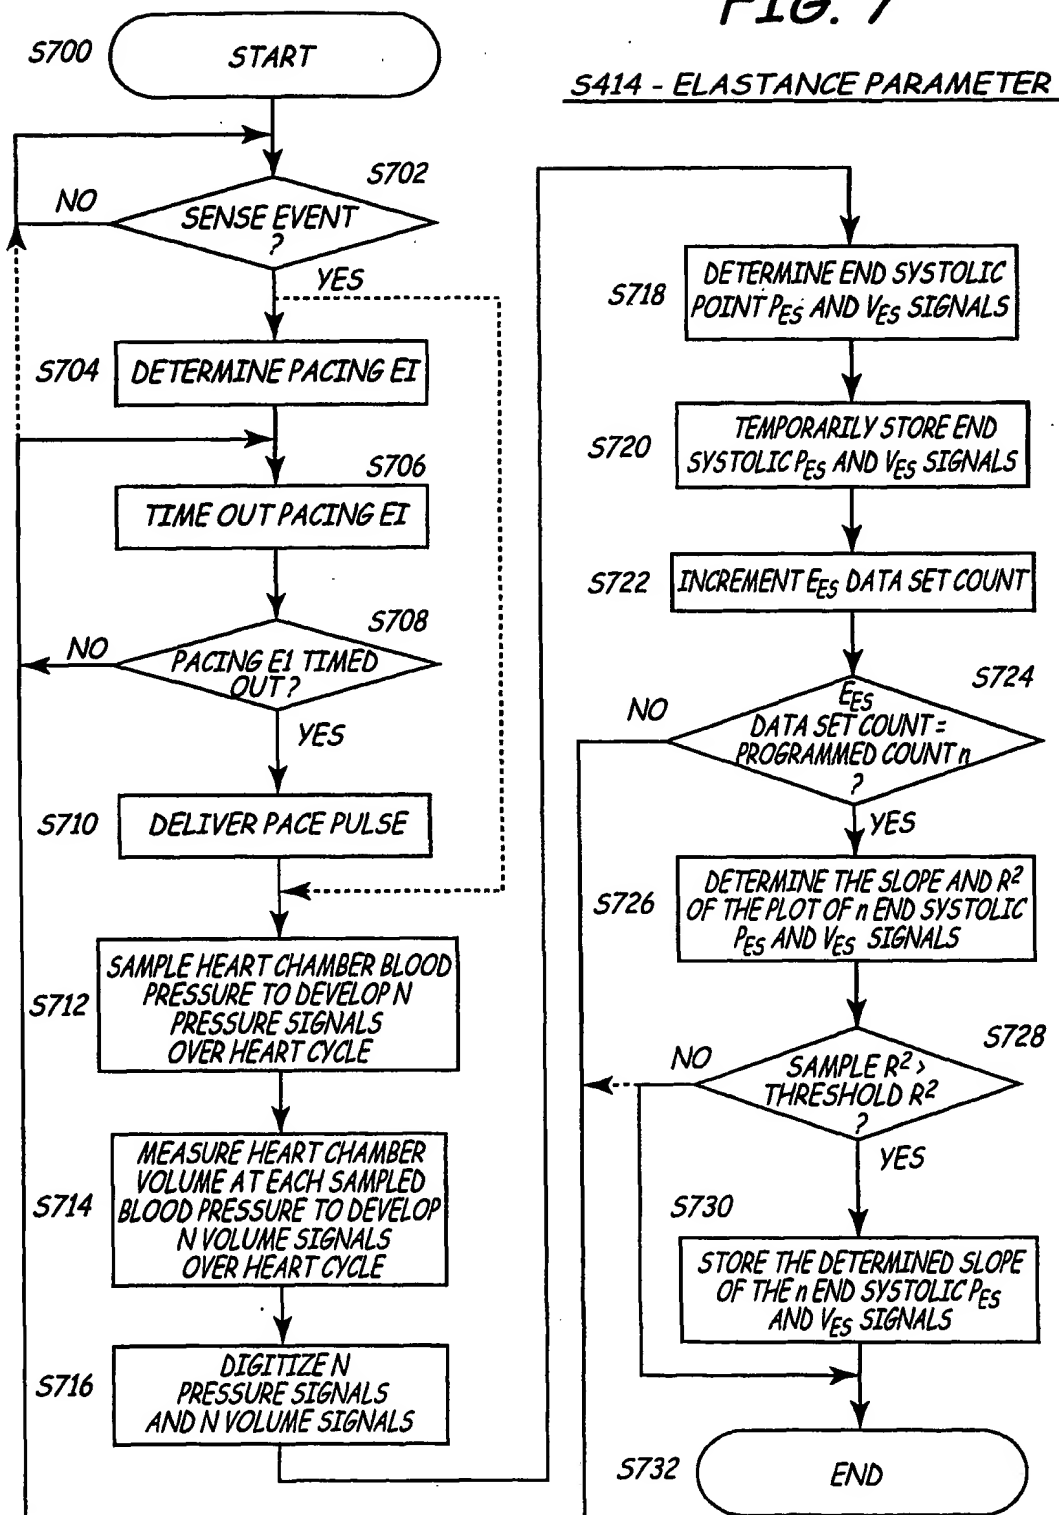 FIG. 7
S414 - ELASTANCE PARAMETER
S700
START
S702
NO
SENSE EVENT
?
YES
S704
DETERMINE PACING EI
S706
TIME OUT PACING EI
S708
NO
PACING E1 TIMED
OUT?
YES
S710
DELIVER PACE PULSE
S712
SAMPLE HEART CHAMBER BLOOD
PRESSURE TO DEVELOP N
PRESSURE SIGNALS
OVER HEART CYCLE
S714
MEASURE HEART CHAMBER
VOLUME AT EACH SAMPLED
BLOOD PRESSURE TO DEVELOP
N VOLUME SIGNALS
OVER HEART CYCLE
S716
DIGITIZE N
PRESSURE SIGNALS
AND N VOLUME SIGNALS
S718
DETERMINE END SYSTOLIC
POINT PES AND VES SIGNALS
S720
TEMPORARILY STORE END
SYSTOLIC PES AND VES SIGNALS
S722
INCREMENT EES DATA SET COUNT
S724
NO
EES
DATA SET COUNT =
PROGRAMMED COUNT n
?
YES
S726
DETERMINE THE SLOPE AND R²
OF THE PLOT OF n END SYSTOLIC
PES AND VES SIGNALS
S728
NO
SAMPLE R² >
THRESHOLD R²
?
YES
S730
STORE THE DETERMINED SLOPE
OF THE n END SYSTOLIC PES
AND VES SIGNALS
S732
END